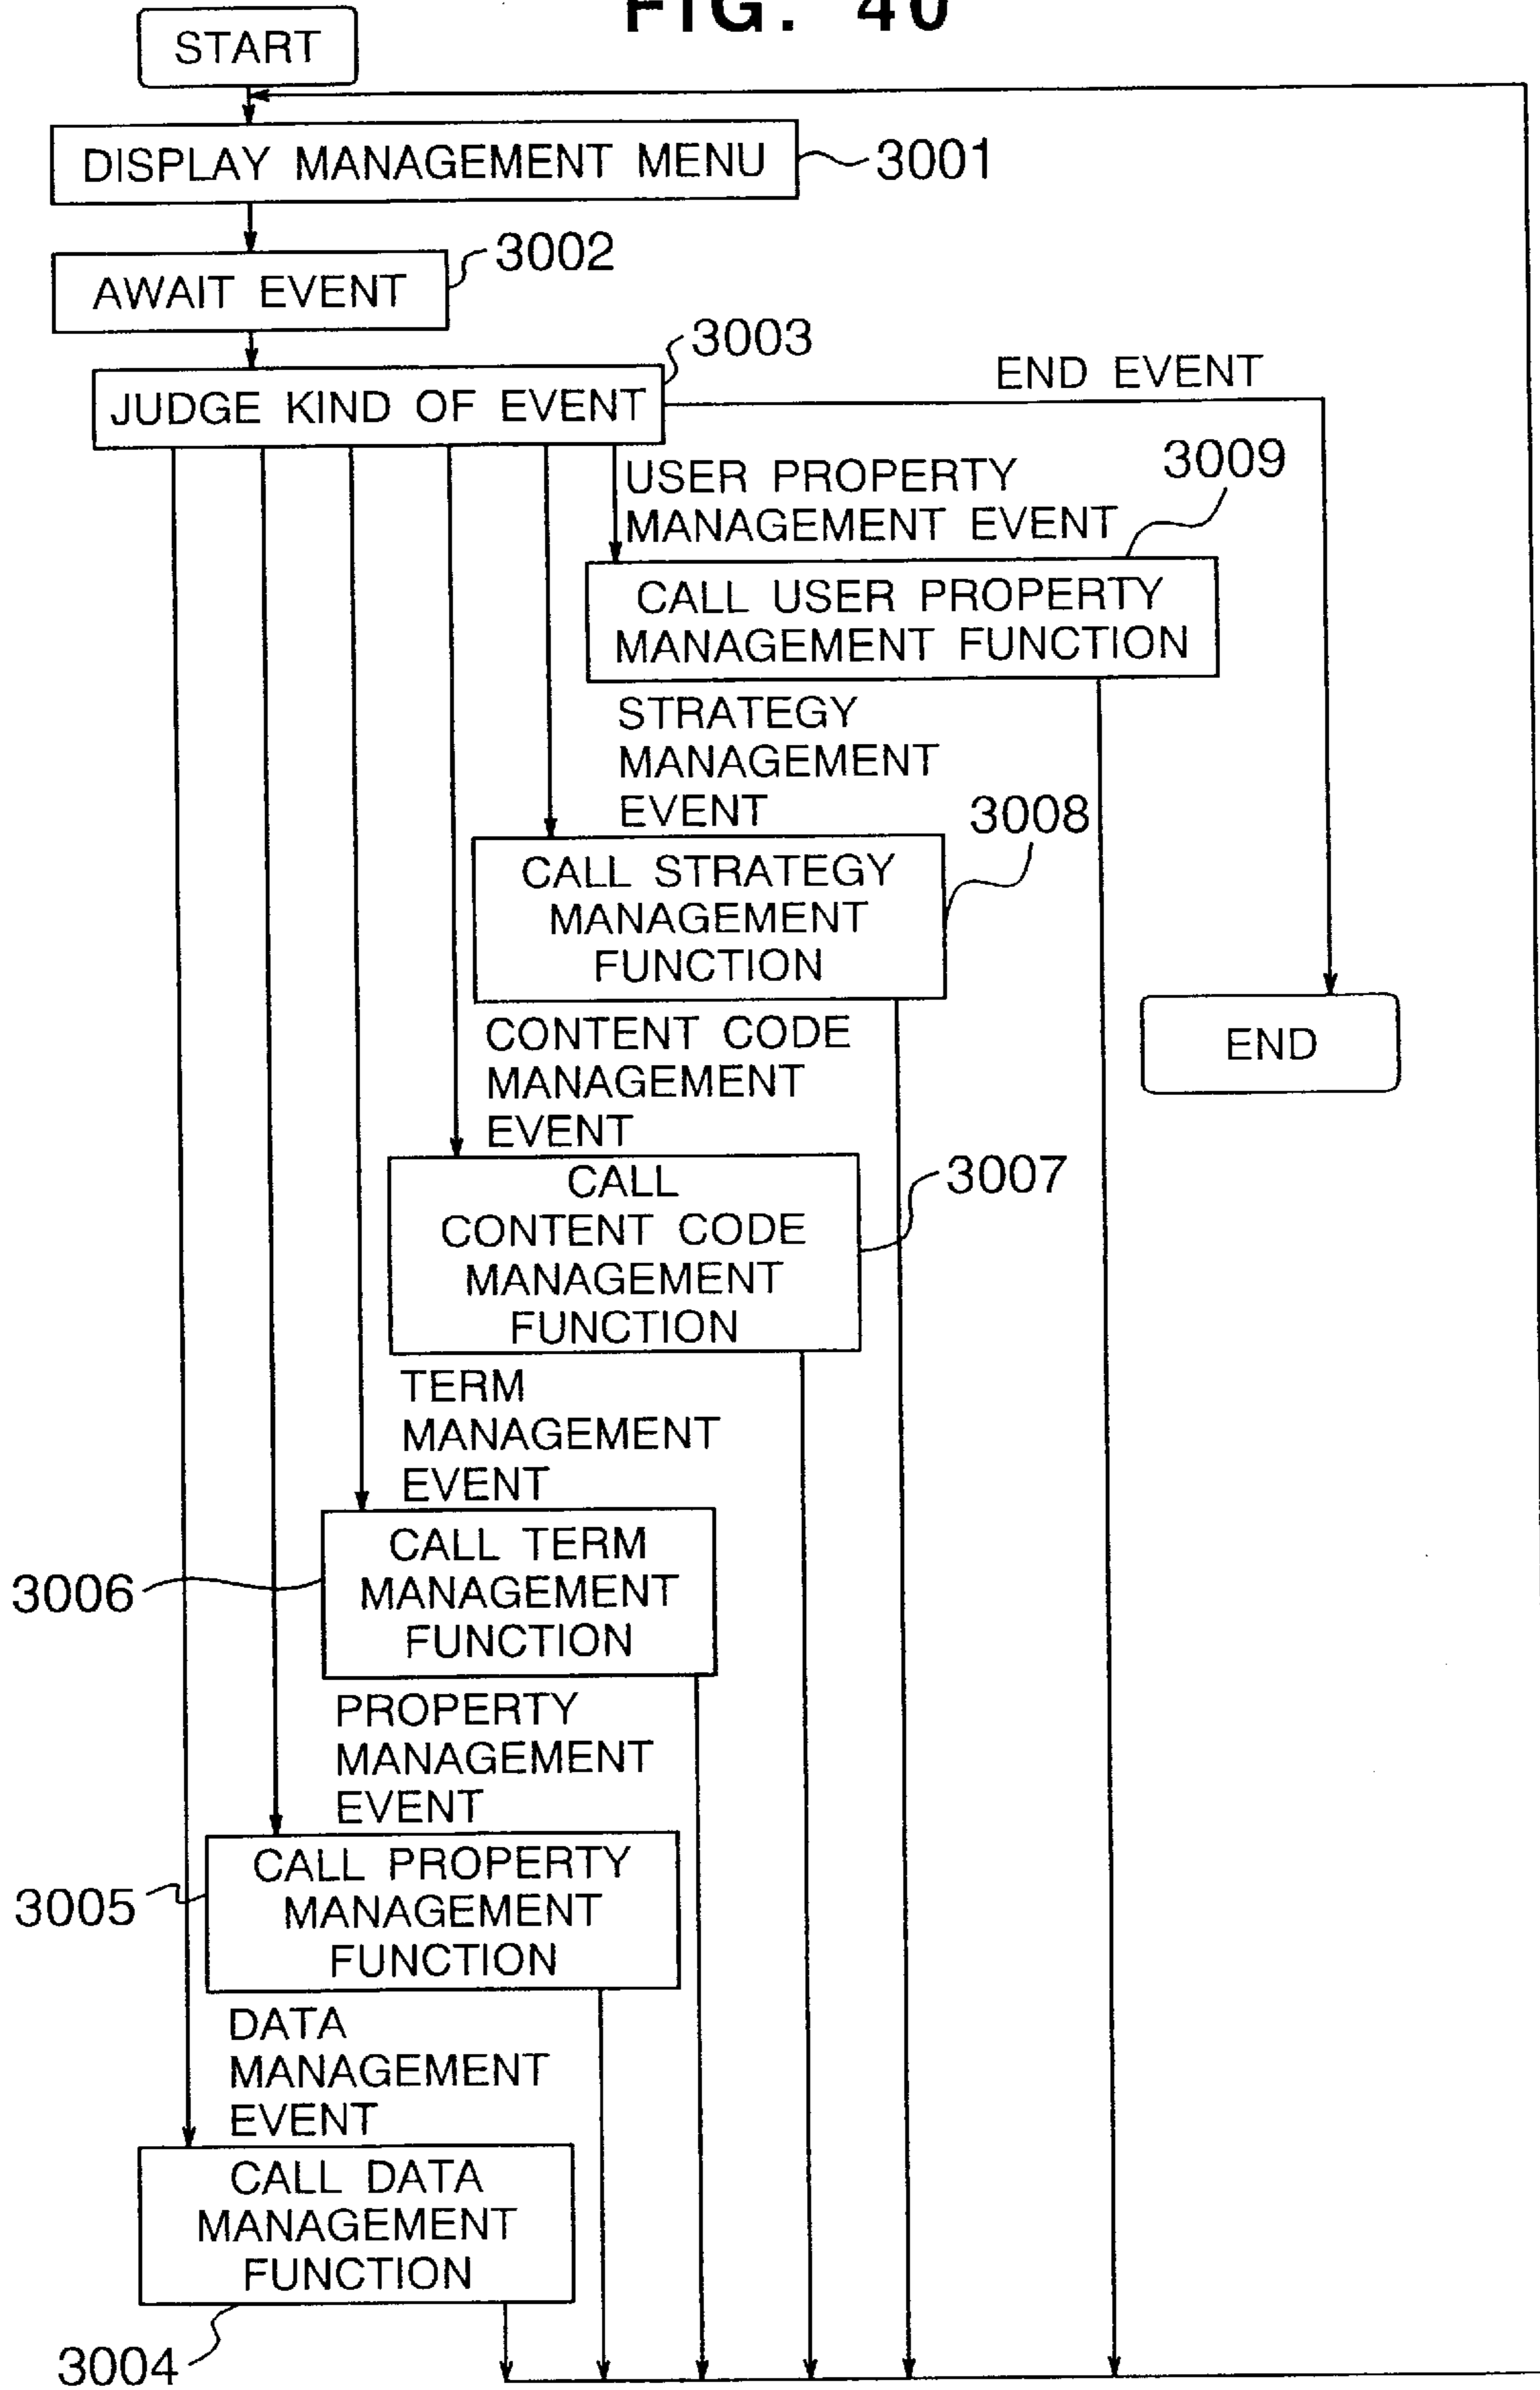 FIG. 40
START
DISPLAY MANAGEMENT MENU
3001
3002
AWAIT EVENT
3003
JUDGE KIND OF EVENT
END EVENT
USER PROPERTY
MANAGEMENT EVENT
3009
CALL USER PROPERTY
MANAGEMENT FUNCTION
STRATEGY
MANAGEMENT
EVENT
3008
CALL STRATEGY
MANAGEMENT
FUNCTION
END
CONTENT CODE
MANAGEMENT
EVENT
3007
CALL
CONTENT CODE
MANAGEMENT
FUNCTION
TERM
MANAGEMENT
EVENT
3006
CALL TERM
MANAGEMENT
FUNCTION
PROPERTY
MANAGEMENT
EVENT
3005
CALL PROPERTY
MANAGEMENT
FUNCTION
DATA
MANAGEMENT
EVENT
CALL DATA
MANAGEMENT
FUNCTION
3004